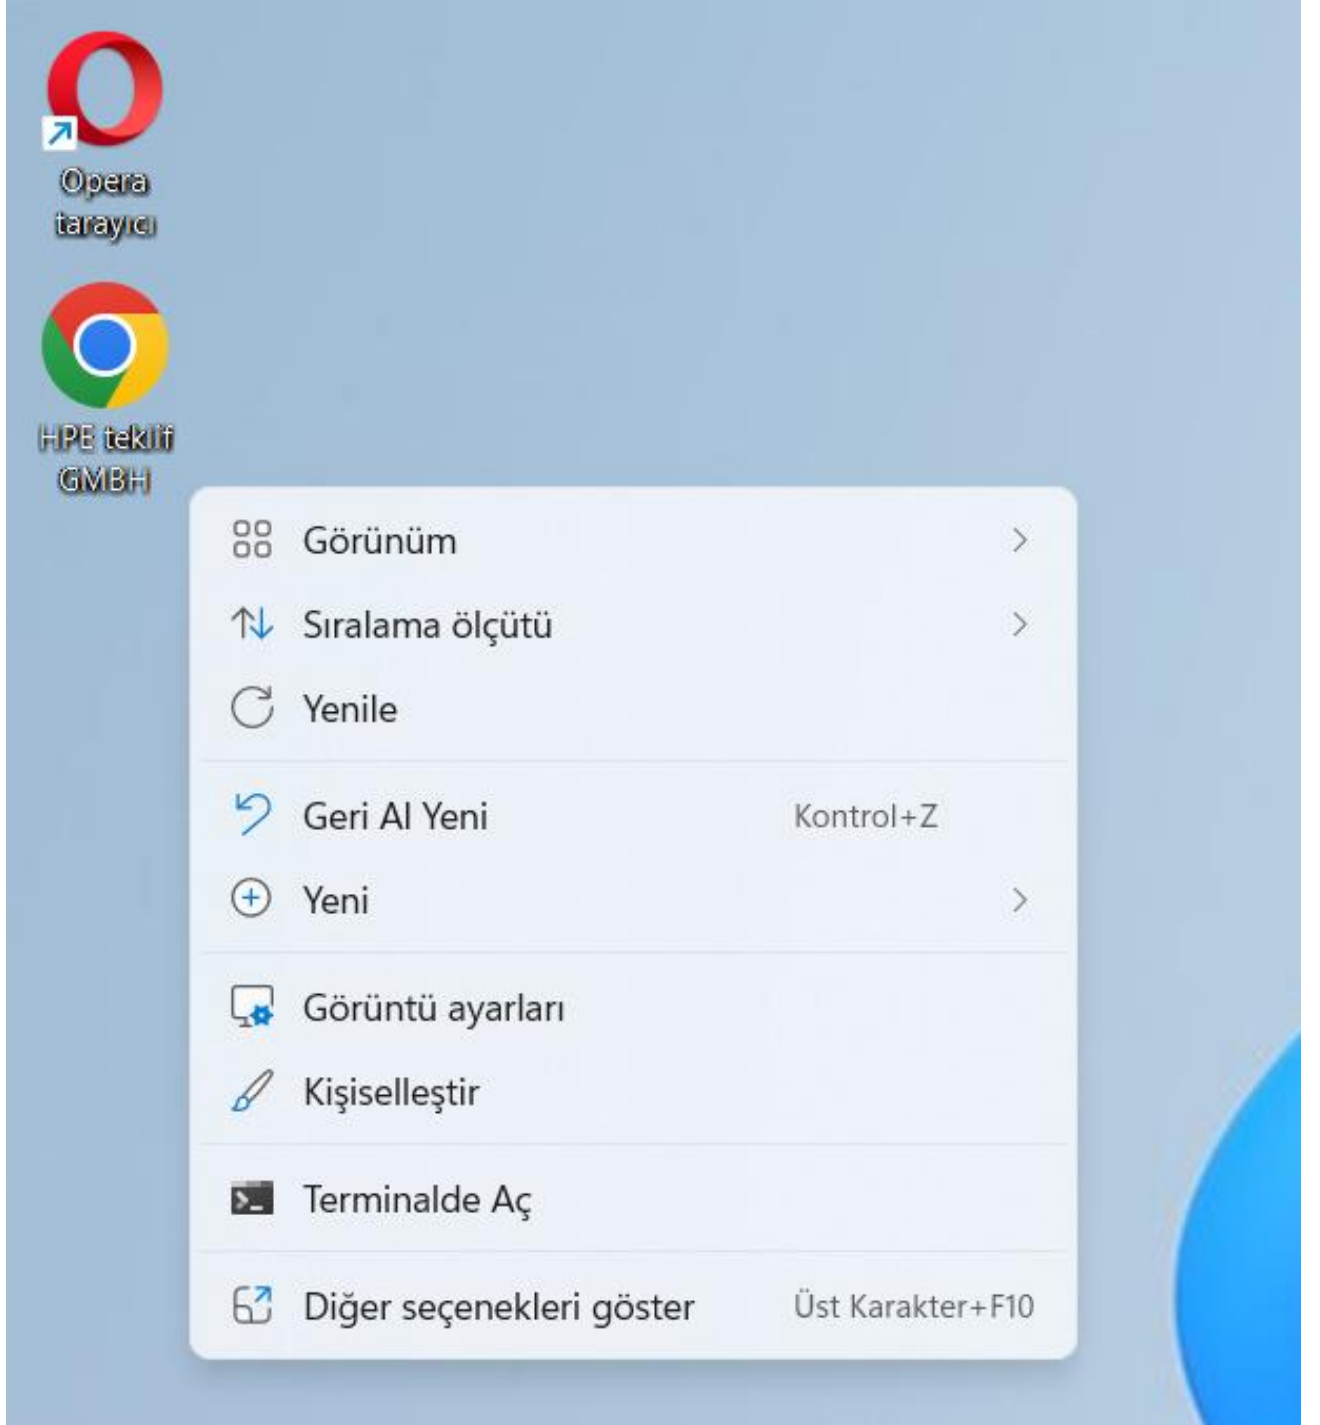 Opera
tarayıcı
HPE teklif
GMBH
Görünüm
Sıralama ölçütü
Yenile
Geri Al Yeni Kontrol+Z
Yeni
Görüntü ayarları
Kişiselleştir
Terminalde Aç
Diğer seçenekleri göster Üst Karakter+F10